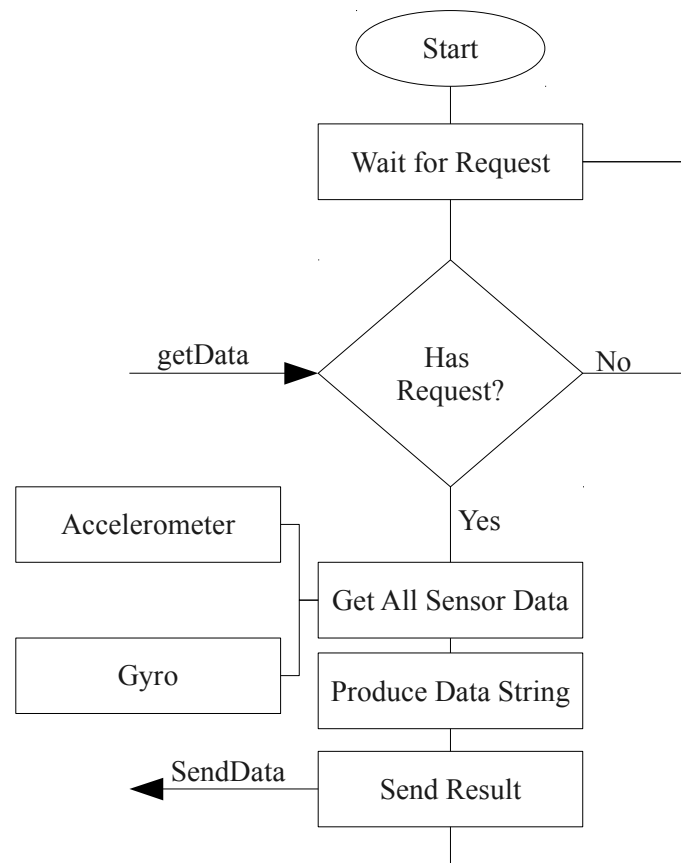 Start
Wait for Request
getData
Has
Request?
No
Yes
Accelerometer
Get All Sensor Data
Gyro
Produce Data String
SendData
Send Result